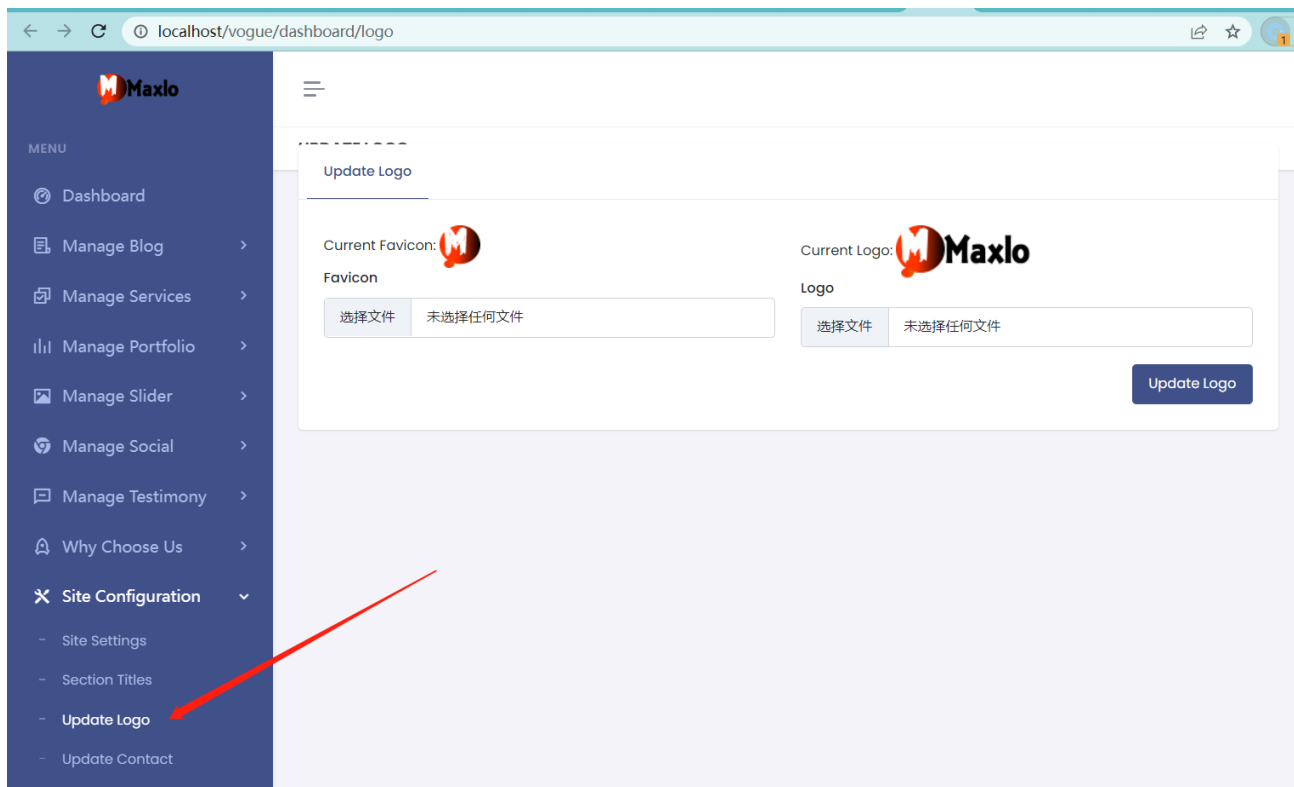 localhost/vogue/dashboard/logo
1
Maxlo
MENU
Dashboard
Manage Blog
Manage Services
Manage Portfolio
Manage Slider
Manage Social
Manage Testimony
Why Choose Us
Site Configuration
- Site Settings
- Section Titles
- Update Logo
- Update Contact
UPDATE LOGO
Update Logo
Current Favicon:
Favicon
选择文件 未选择任何文件
Current Logo: Maxlo
Logo
选择文件 未选择任何文件
Update Logo